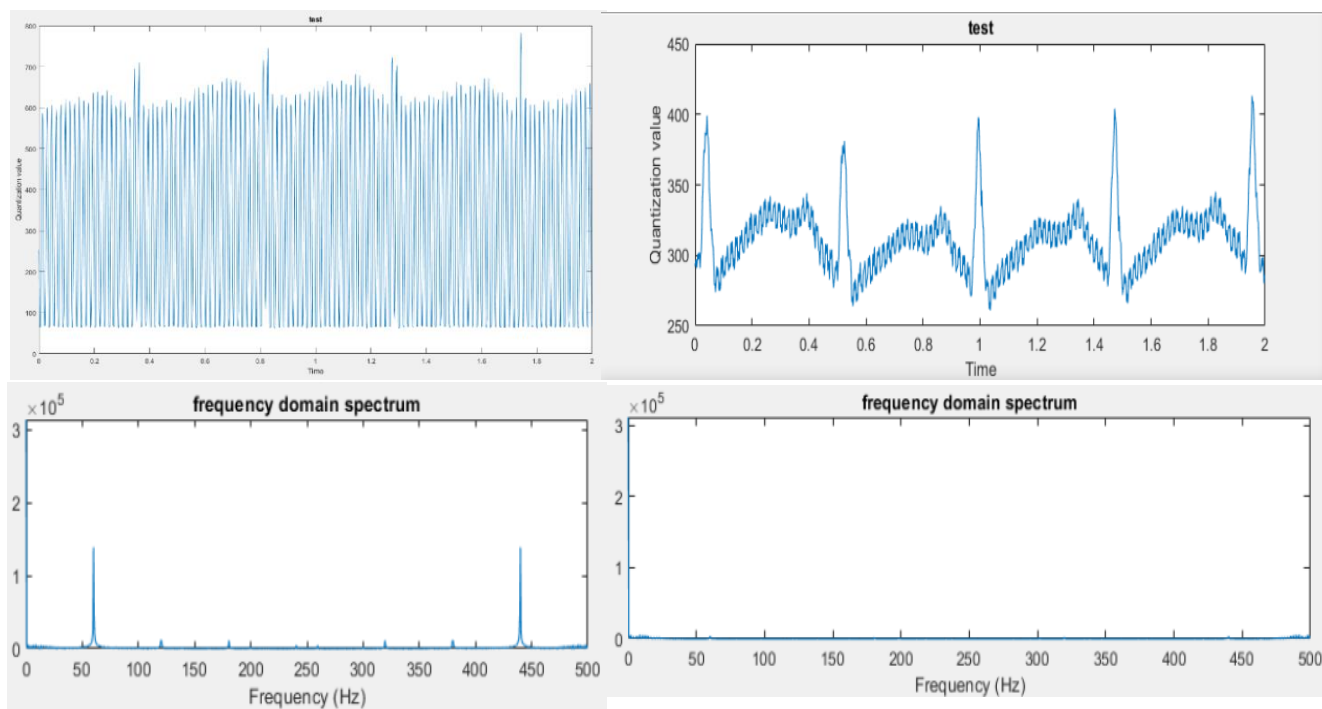 test
800
700
600
500
400
300
200
100
0
Quantization value
0 0.2 0.4 0.6 0.8 1 1.2 1.4 1.6 1.8 2
Time
test
450
400
350
300
250
Quantization value
0 0.2 0.4 0.6 0.8 1 1.2 1.4 1.6 1.8 2
Time
×10⁵
frequency domain spectrum
3
2
1
0
0 50 100 150 200 250 300 350 400 450 500
Frequency (Hz)
×10⁵
frequency domain spectrum
3
2
1
0
0 50 100 150 200 250 300 350 400 450 500
Frequency (Hz)